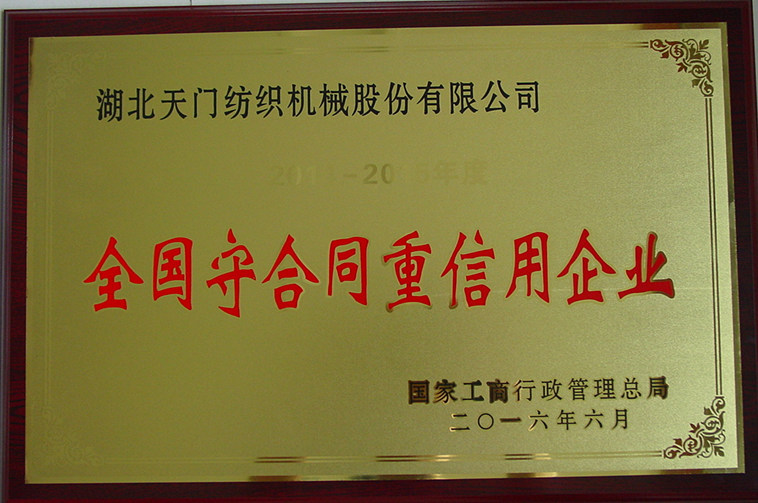 湖北天门纺织机械股份有限公司
年度
全国守合同重信用企业
国家工商行政管理总局
二〇一六年六月